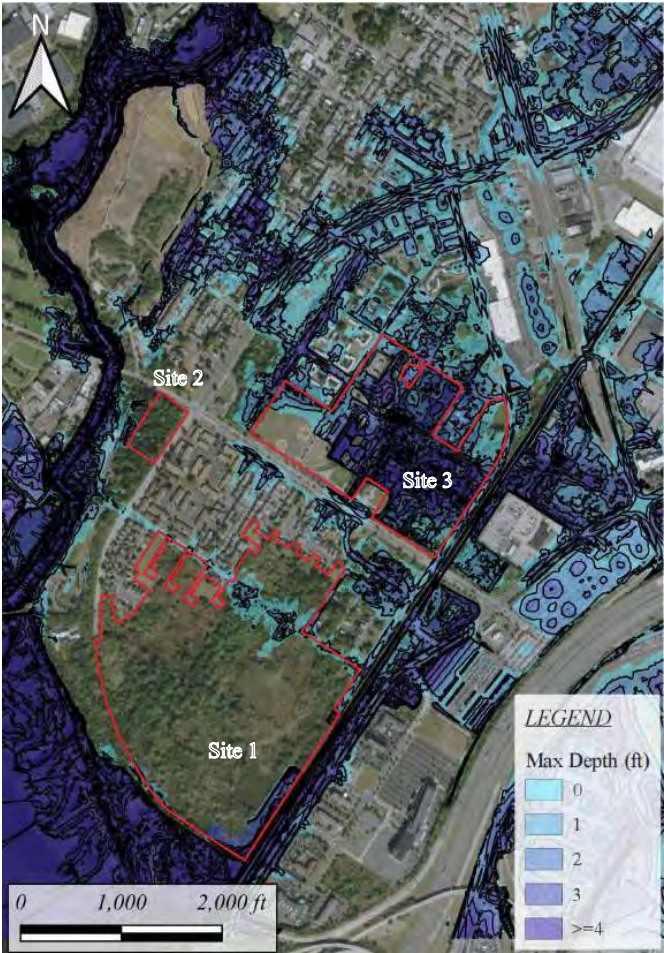 N
Site 2
Site 3
Site 1
LEGEND
Max Depth (ft)
0
1
2
3
>=4
0 1,000 2,000 ft